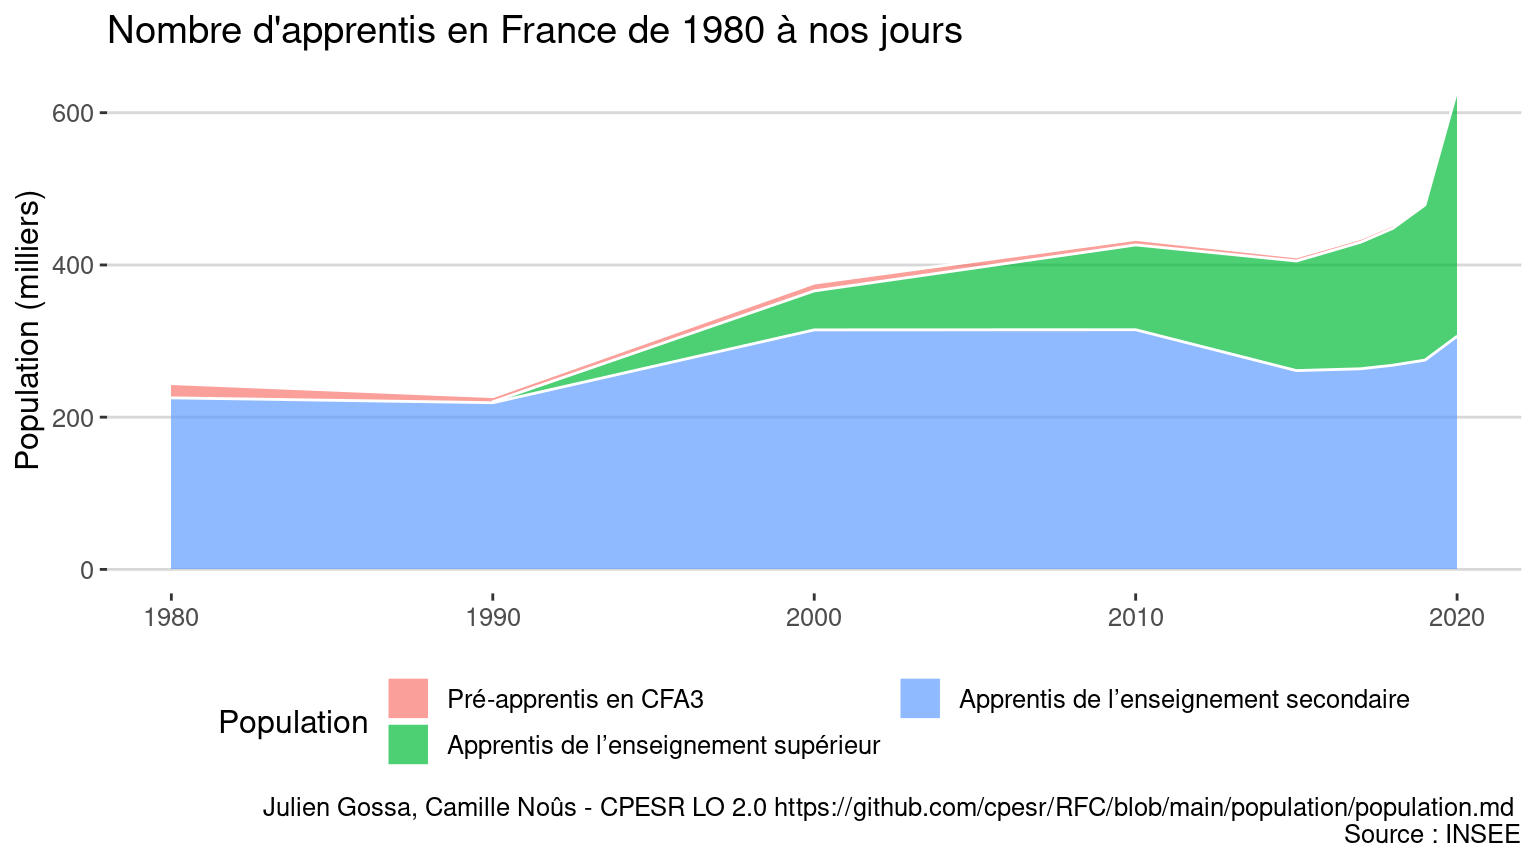 Nombre d'apprentis en France de 1980 à nos jours
600
400
200
0
Population (milliers)
1980 1990 2000 2010 2020
Population
Pré-apprentis en CFA3
Apprentis de l’enseignement supérieur
Apprentis de l’enseignement secondaire
Julien Gossa, Camille Noûs - CPESR LO 2.0 https://github.com/cpesr/RFC/blob/main/population/population.md
Source : INSEE